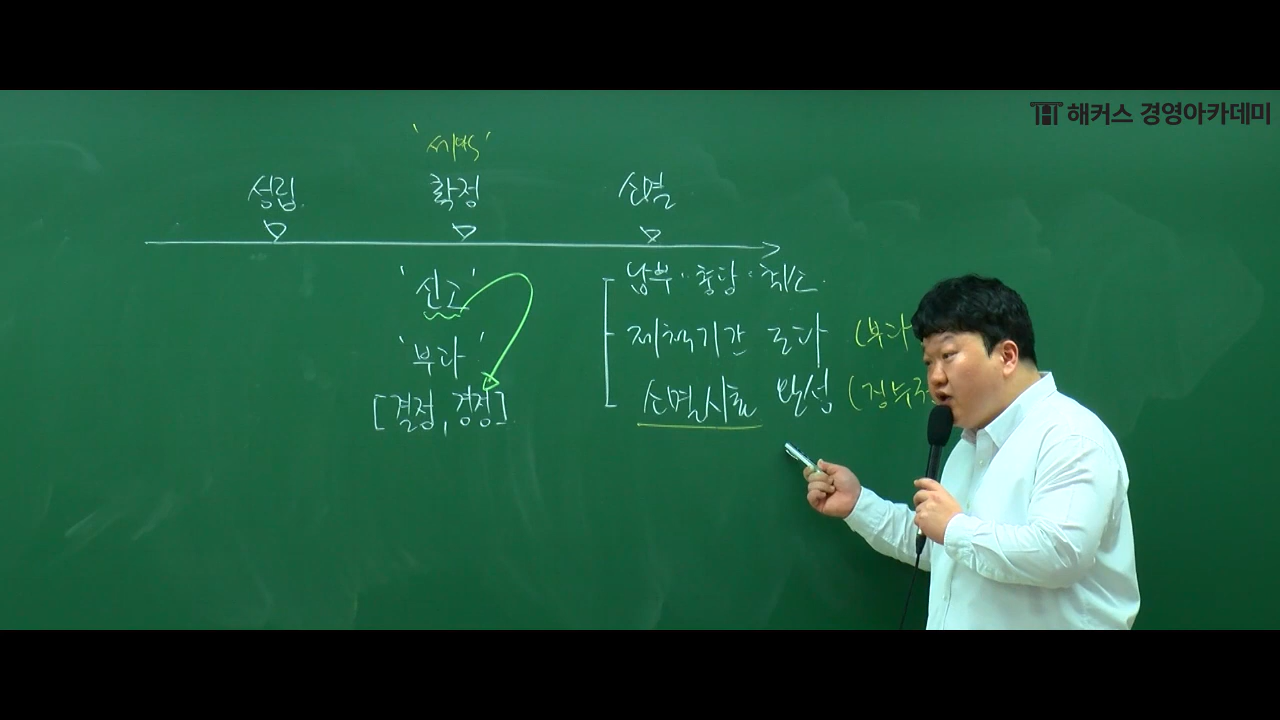 해커스 경영아카데미
'세액'
성립 확정 소멸
'신고' 납부·충당·취소
'부과' 제척기간 도과 (부과
[결정, 경정] 소멸시효 완성 (징수권